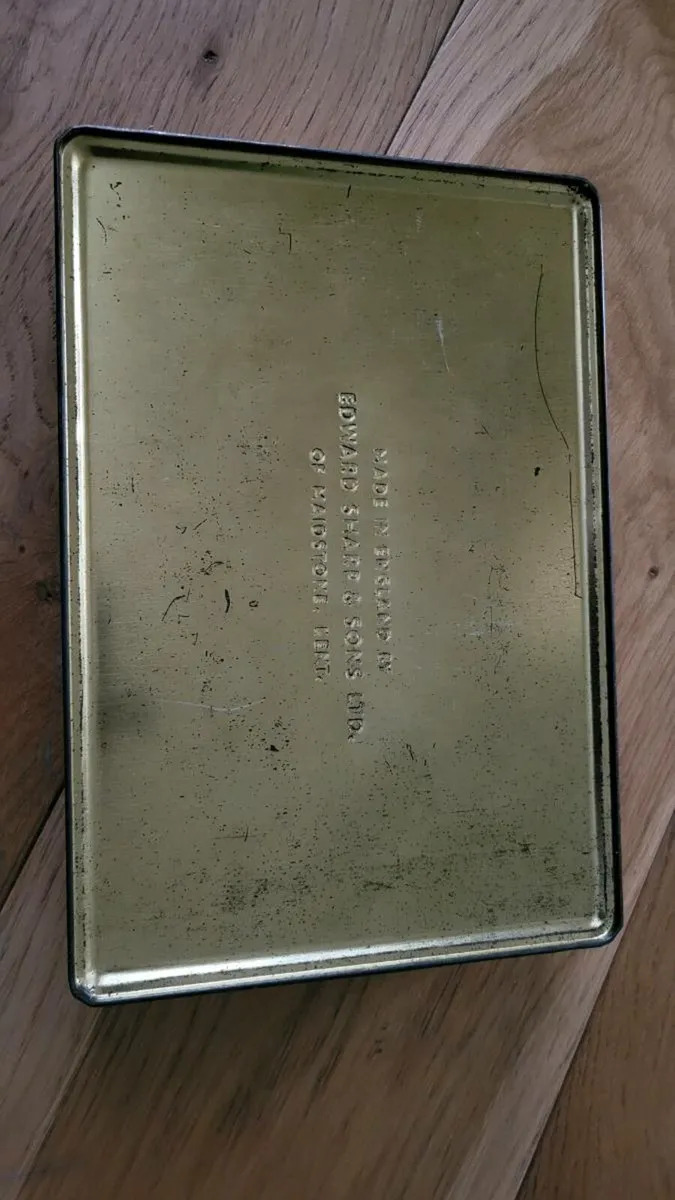 MADE IN ENGLAND BY
EDWARD SHARP & SONS LTD.
OF MAIDSTONE, KENT.